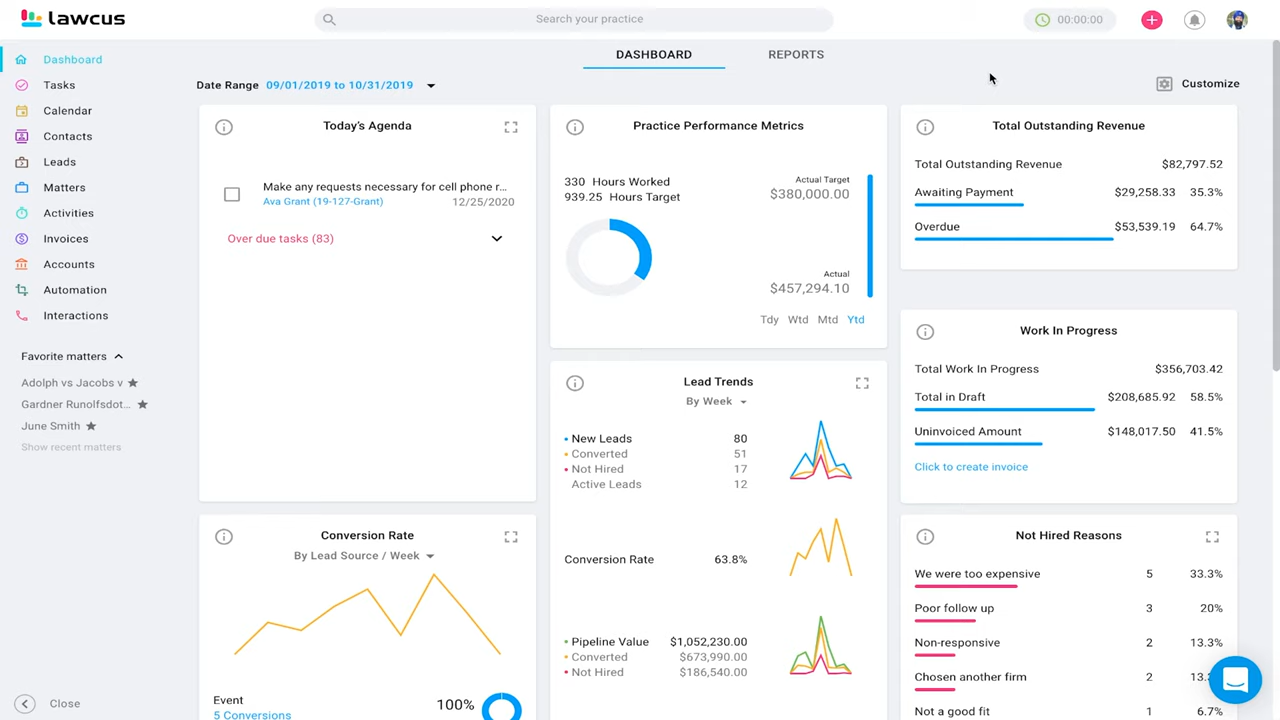 lawcus
Search your practice
00:00:00
Dashboard
Tasks
Calendar
Contacts
Leads
Matters
Activities
Invoices
Accounts
Automation
Interactions
Favorite matters
Adolph vs Jacobs v
Gardner Runolfsdot...
June Smith
Show recent matters
Close
DASHBOARD REPORTS
Date Range 09/01/2019 to 10/31/2019
Customize
Today's Agenda
Make any requests necessary for cell phone r...
Ava Grant (19-127-Grant) 12/25/2020
Over due tasks (83)
Conversion Rate
By Lead Source / Week
Event
5 Conversions
100%
Practice Performance Metrics
330 Hours Worked
939.25 Hours Target
Actual Target
$380,000.00
Actual
$457,294.10
Tdy Wtd Mtd Ytd
Lead Trends
By Week
New Leads 80
Converted 51
Not Hired 17
Active Leads 12
Conversion Rate 63.8%
Pipeline Value $1,052,230.00
Converted $673,990.00
Not Hired $186,540.00
Total Outstanding Revenue
Total Outstanding Revenue $82,797.52
Awaiting Payment $29,258.33 35.3%
Overdue $53,539.19 64.7%
Work In Progress
Total Work In Progress $356,703.42
Total in Draft $208,685.92 58.5%
Uninvoiced Amount $148,017.50 41.5%
Click to create invoice
Not Hired Reasons
We were too expensive 5 33.3%
Poor follow up 3 20%
Non-responsive 2 13.3%
Chosen another firm 2
Not a good fit 1 6.7%